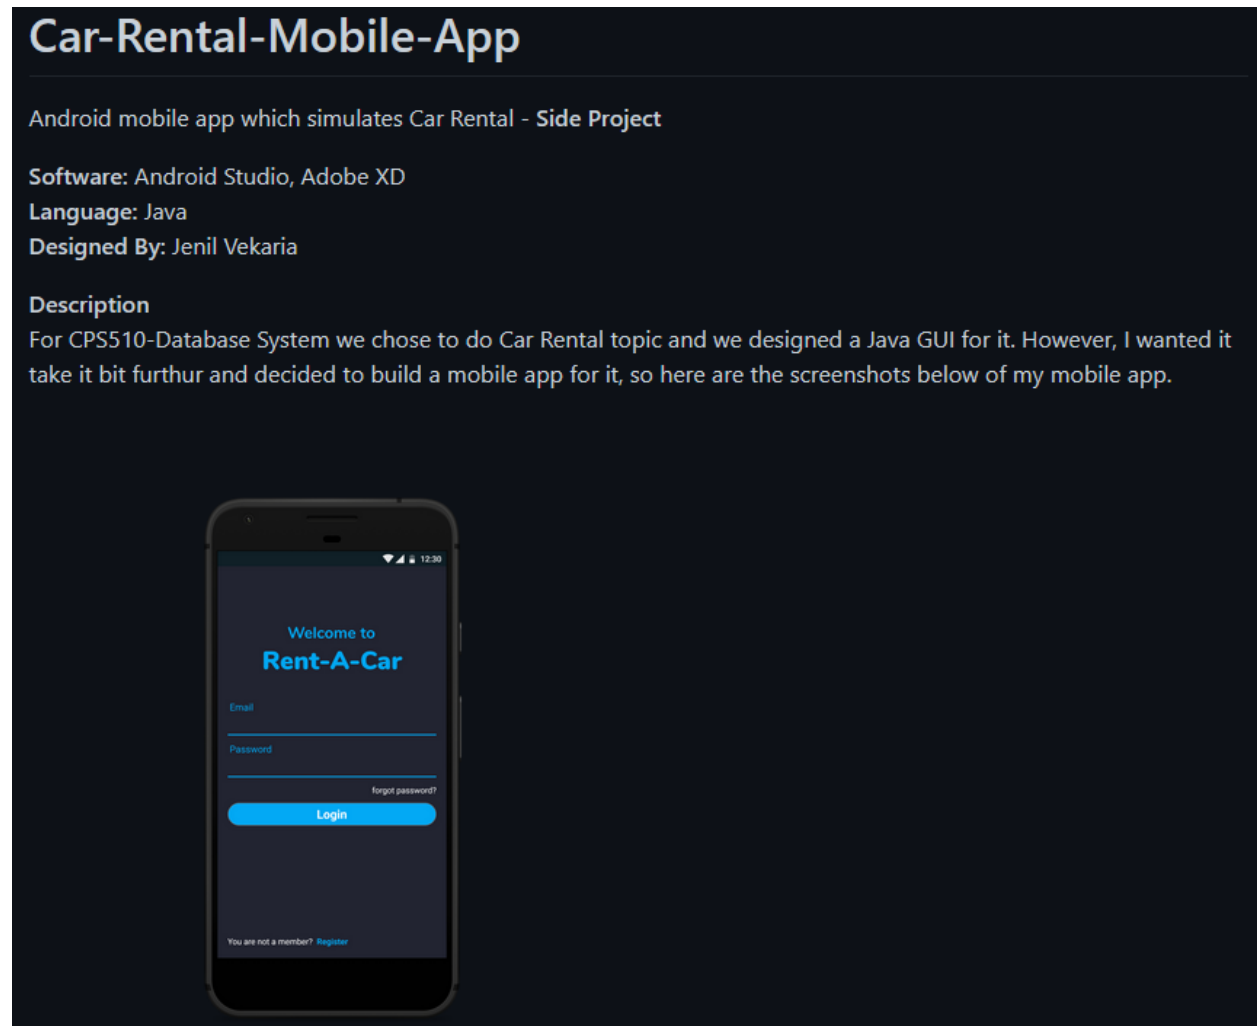 Car-Rental-Mobile-App
Android mobile app which simulates Car Rental - Side Project
Software: Android Studio, Adobe XD
Language: Java
Designed By: Jenil Vekaria
Description
For CPS510-Database System we chose to do Car Rental topic and we designed a Java GUI for it. However, I wanted it
take it bit furthur and decided to build a mobile app for it, so here are the screenshots below of my mobile app.
12:30
Welcome to
Rent-A-Car
Email
Password
forgot password?
Login
You are not a member? Register